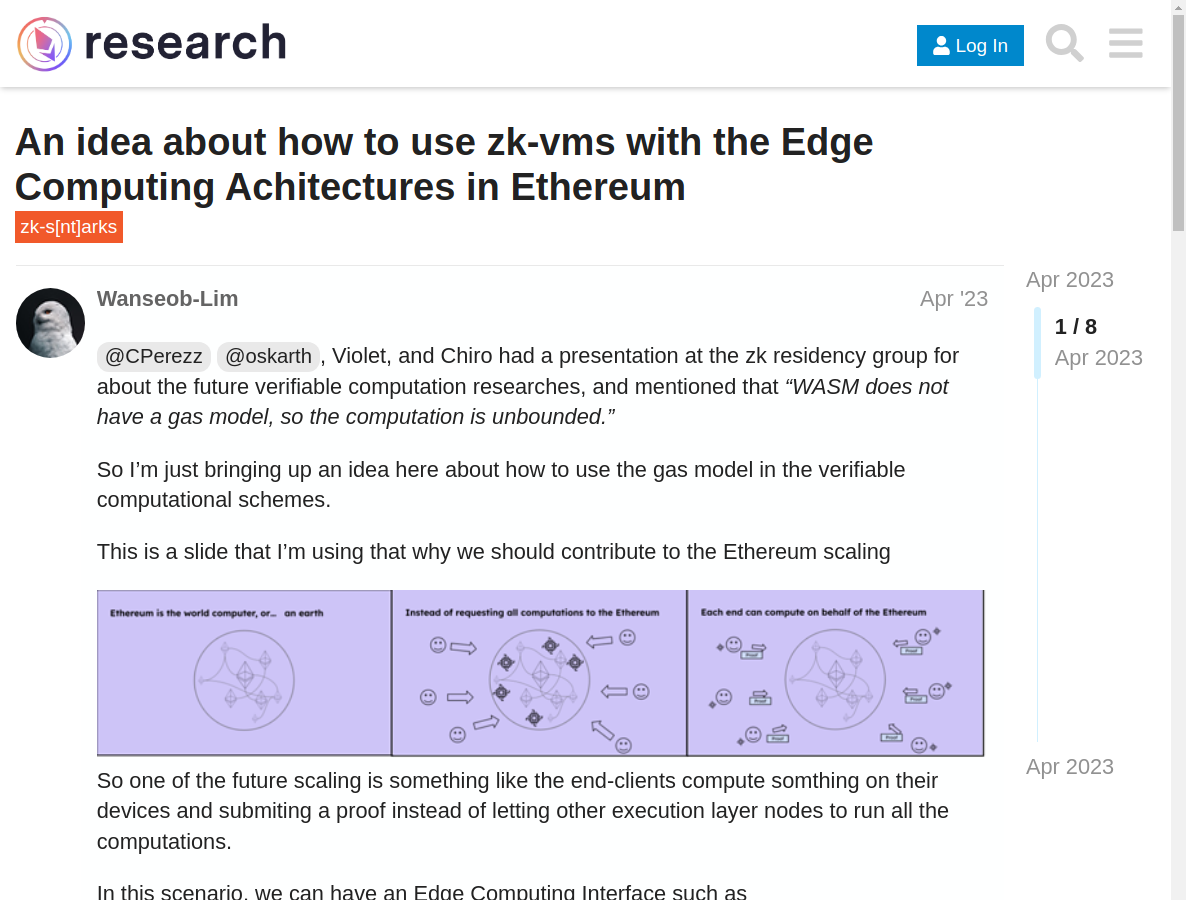 research
Log In
An idea about how to use zk-vms with the Edge
Computing Achitectures in Ethereum
zk-s[nt]arks
Wanseob-Lim
Apr '23
@CPerezz @oskarth, Violet, and Chiro had a presentation at the zk residency group for
about the future verifiable computation researches, and mentioned that “WASM does not
have a gas model, so the computation is unbounded.”
So I’m just bringing up an idea here about how to use the gas model in the verifiable
computational schemes.
This is a slide that I’m using that why we should contribute to the Ethereum scaling
Ethereum is the world computer, or... an earth
Instead of requesting all computations to the Ethereum
Each end can compute on behalf of the Ethereum
Proof
Proof
Proof
Proof
Proof
Proof
So one of the future scaling is something like the end-clients compute somthing on their
devices and submiting a proof instead of letting other execution layer nodes to run all the
computations.
In this scenario, we can have an Edge Computing Interface such as
Apr 2023
1 / 8
Apr 2023
Apr 2023